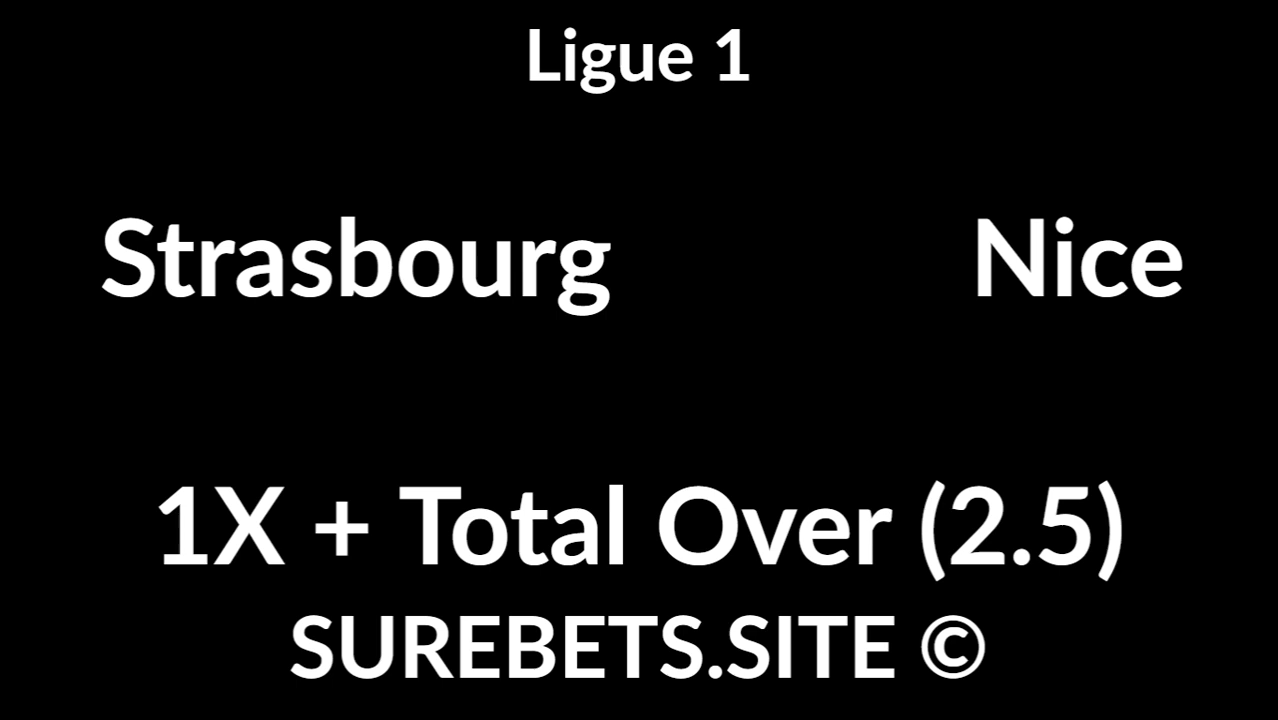 Ligue 1
Strasbourg Nice
1X + Total Over (2.5)
SUREBETS.SITE ©